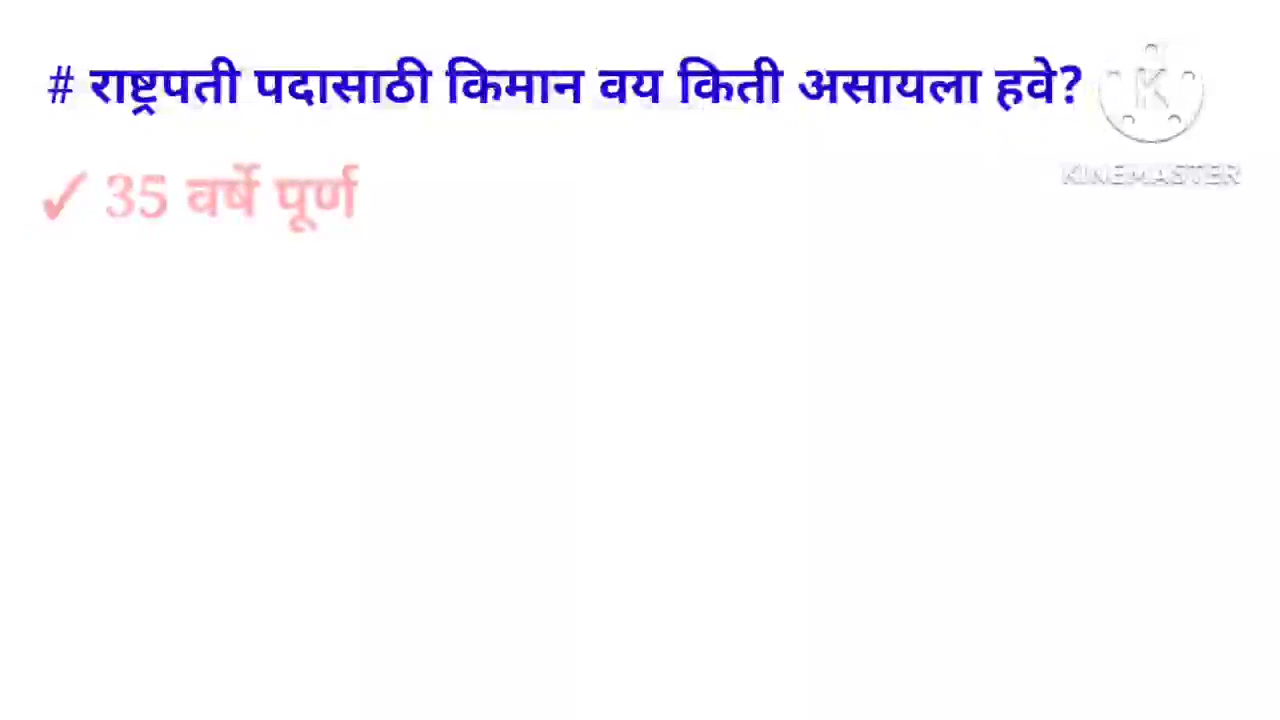 # राष्ट्रपती पदासाठी किमान वय किती असायला हवे?
✓ 35 वर्षे पूर्ण
KINEMASTER